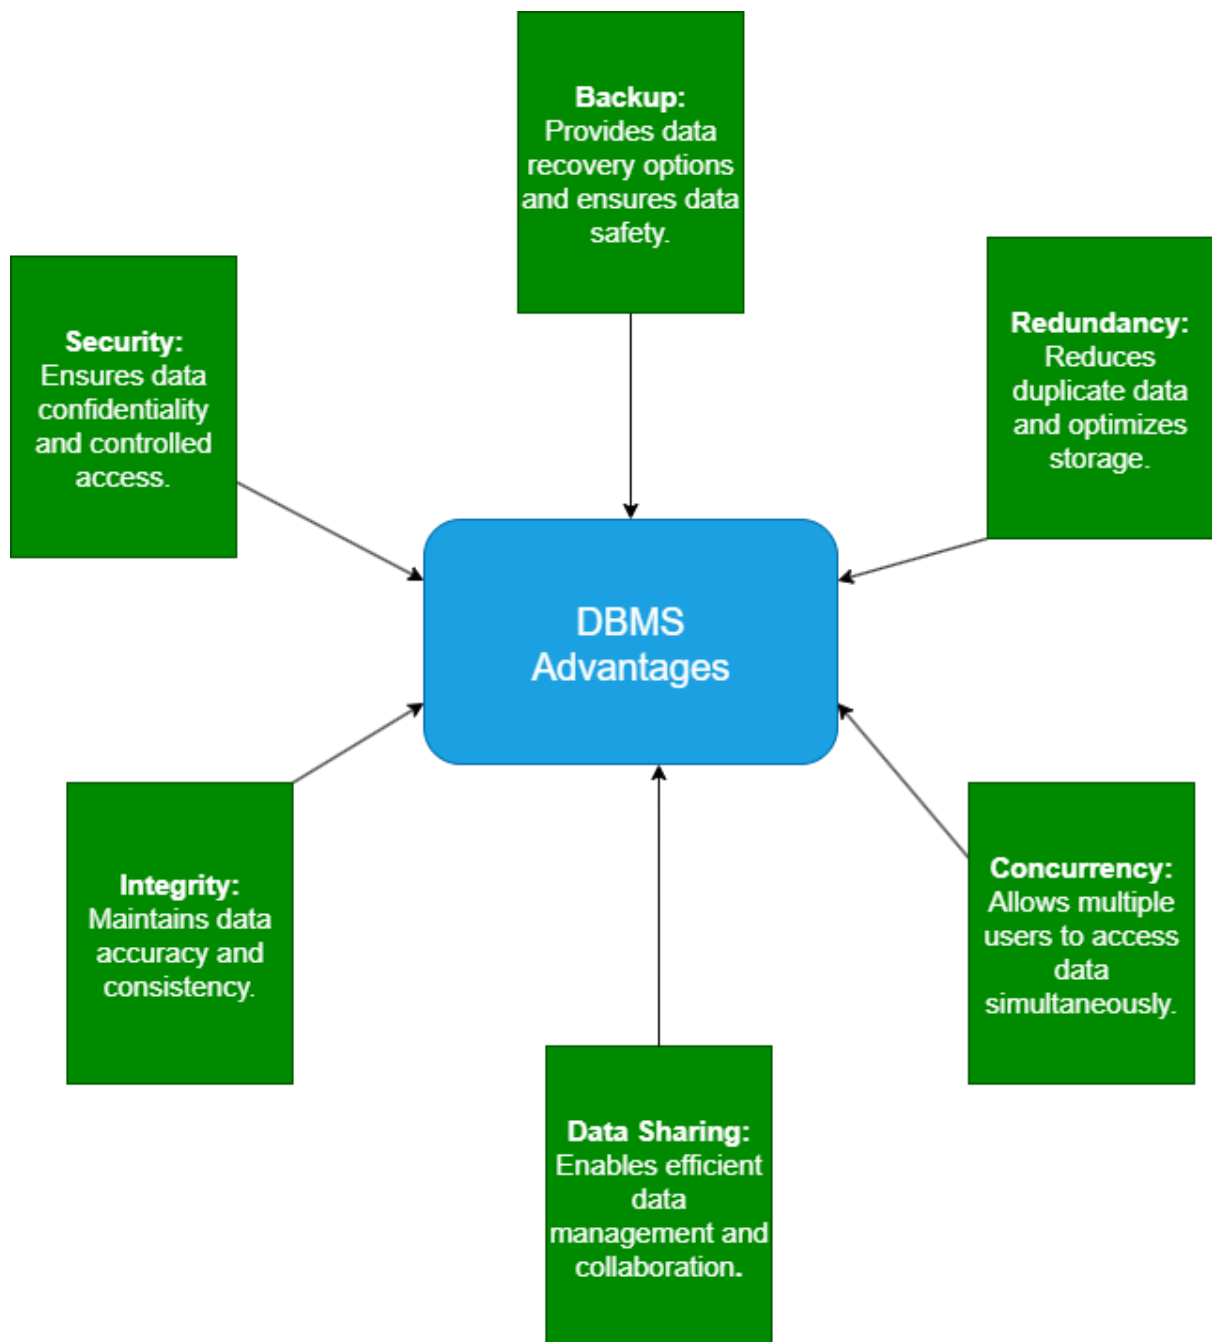 Backup:
Provides data
recovery options
and ensures data
safety.
Security:
Ensures data
confidentiality
and controlled
access.
Redundancy:
Reduces
duplicate data
and optimizes
storage.
DBMS
Advantages
Integrity:
Maintains data
accuracy and
consistency.
Concurrency:
Allows multiple
users to access
data
simultaneously.
Data Sharing:
Enables efficient
data
management and
collaboration.